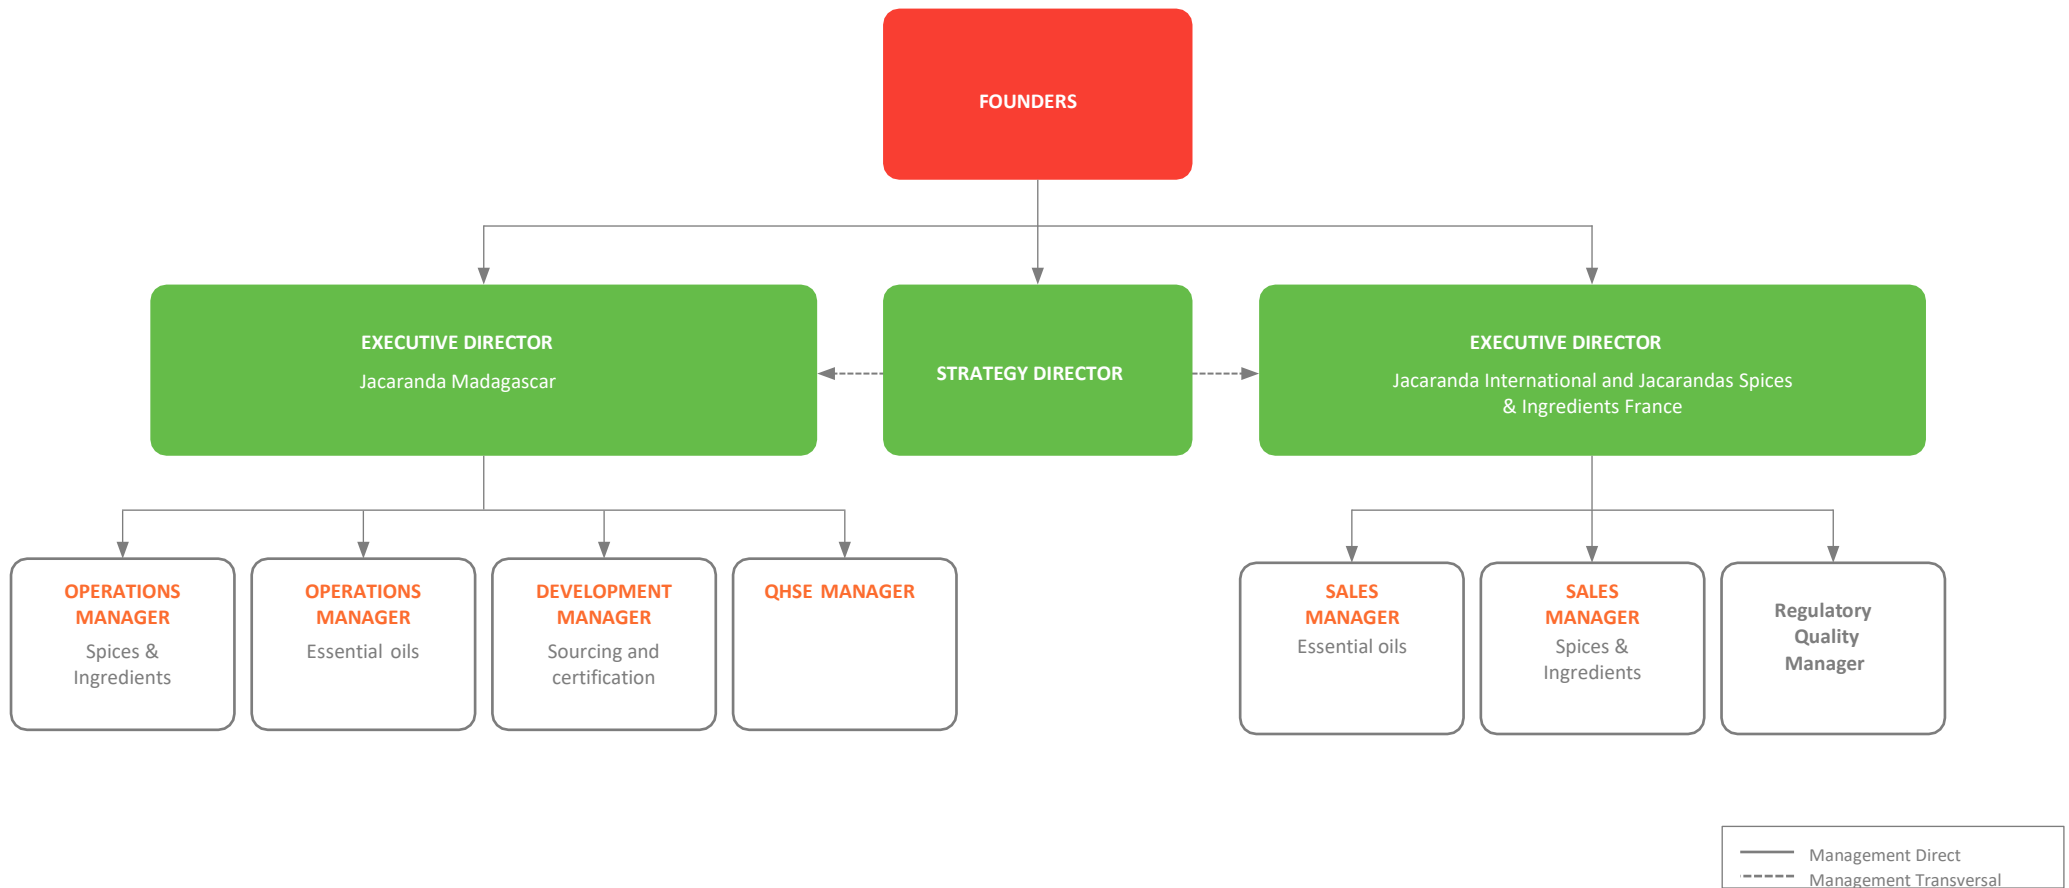 FOUNDERS
EXECUTIVE DIRECTOR
Jacaranda Madagascar
STRATEGY DIRECTOR
EXECUTIVE DIRECTOR
Jacaranda International and Jacarandas Spices
& Ingredients France
OPERATIONS
MANAGER
Spices &
Ingredients
OPERATIONS
MANAGER
Essential oils
DEVELOPMENT
MANAGER
Sourcing and
certification
QHSE MANAGER
SALES
MANAGER
Essential oils
SALES
MANAGER
Spices &
Ingredients
Regulatory
Quality
Manager
Management Direct
Management Transversal